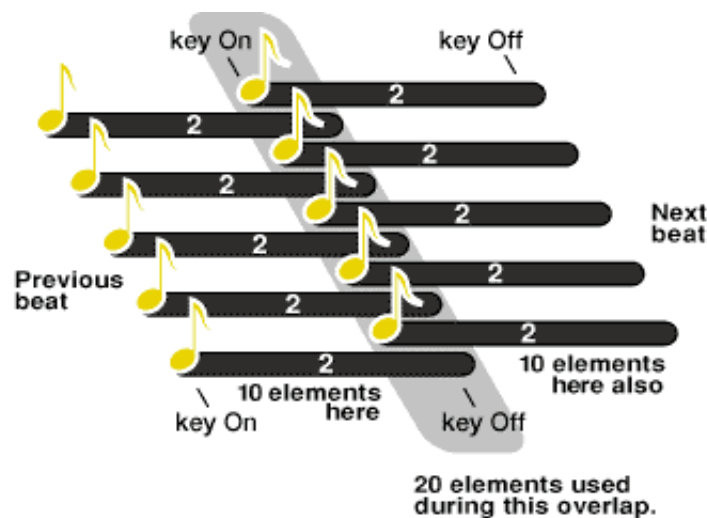 key On
key Off
2
2
2
2
2
2
Next
beat
2
2
Previous
beat
2
2
2
10 elements
here also
10 elements
here
key On
key Off
20 elements used
during this overlap.